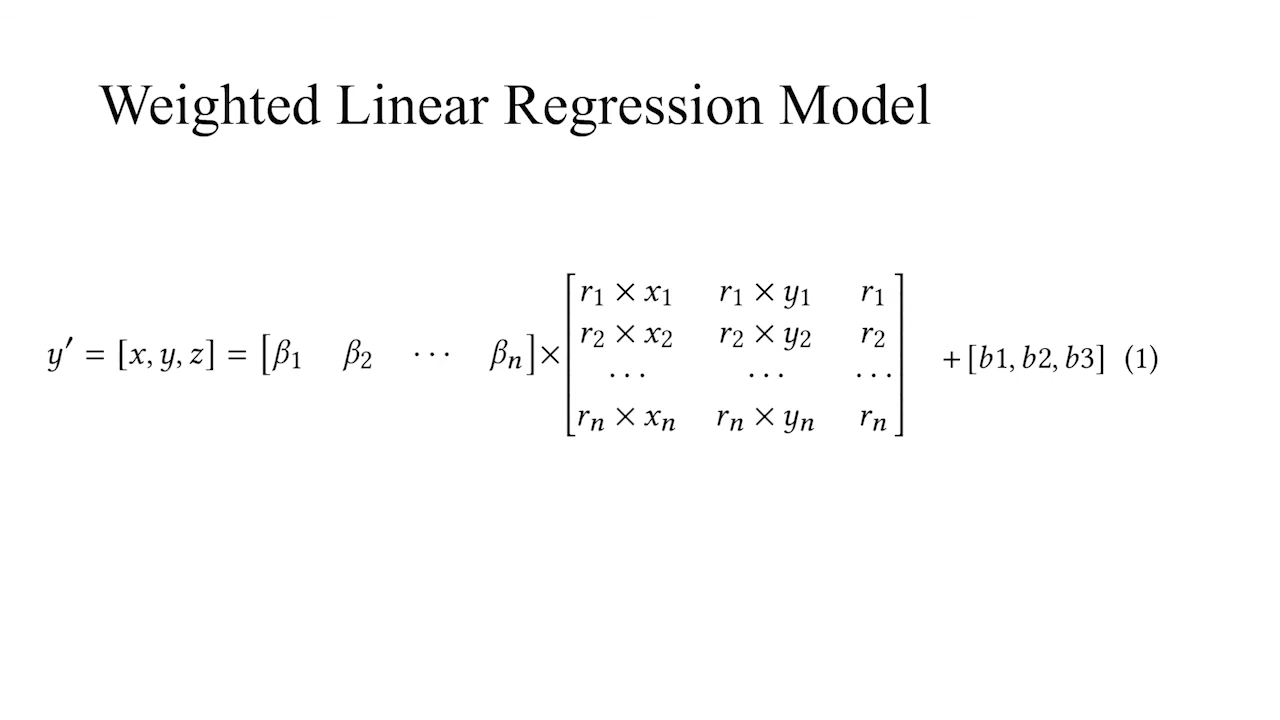 Weighted Linear Regression Model
y′ = [x, y, z] = [β₁ β₂ ⋯ βₙ] × [r₁ × x₁ r₁ × y₁ r₁
r₂ × x₂ r₂ × y₂ r₂
⋯ ⋯ ⋯
rₙ × xₙ rₙ × yₙ rₙ] + [b1, b2, b3] (1)